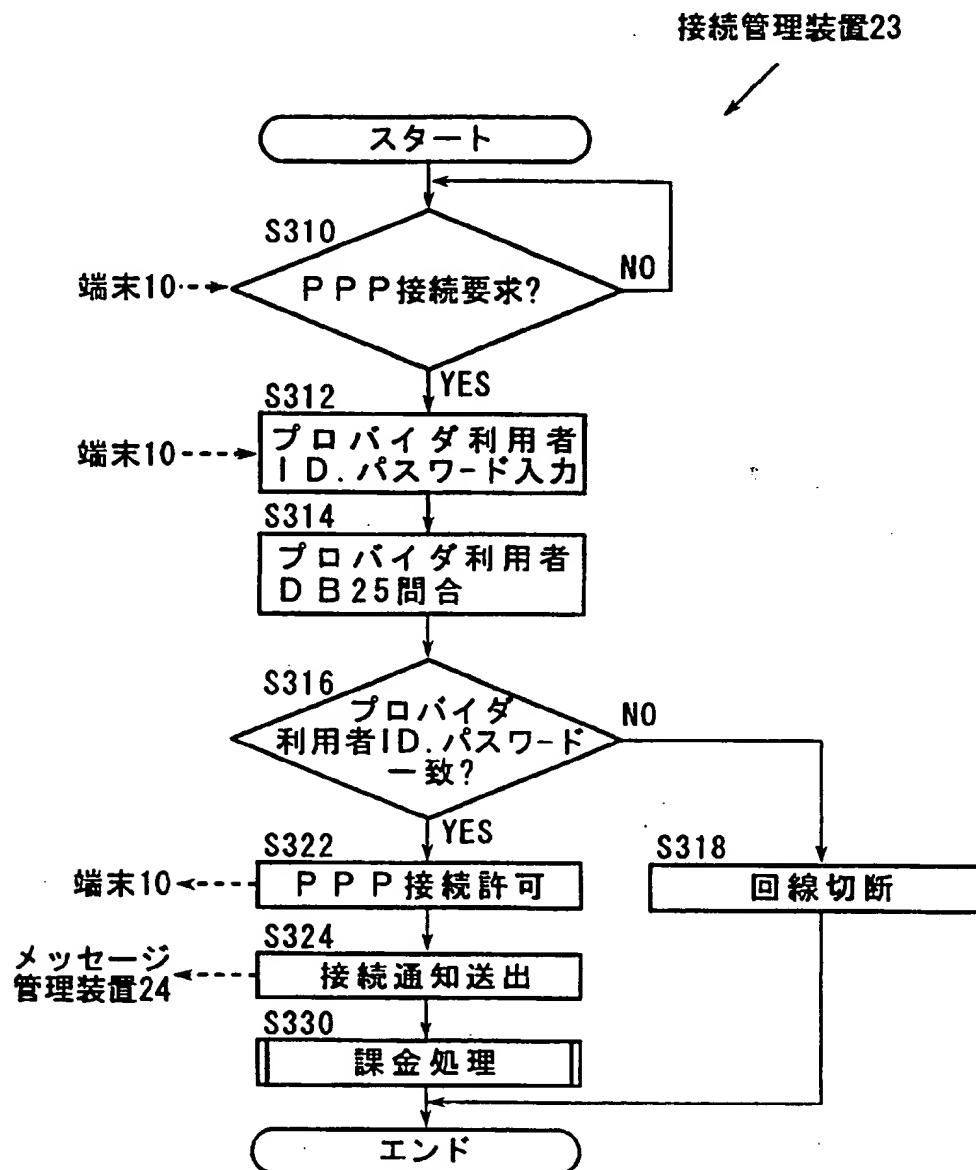 接続管理装置23
スタート
S310
端末10
PPP接続要求?
NO
YES
S312
端末10
プロバイダ利用者
ID.パスワード入力
S314
プロバイダ利用者
DB25問合
S316
プロバイダ
利用者ID.パスワード
一致?
NO
YES
S322
端末10
PPP接続許可
S318
回線切断
S324
メッセージ
管理装置24
接続通知送出
S330
課金処理
エンド